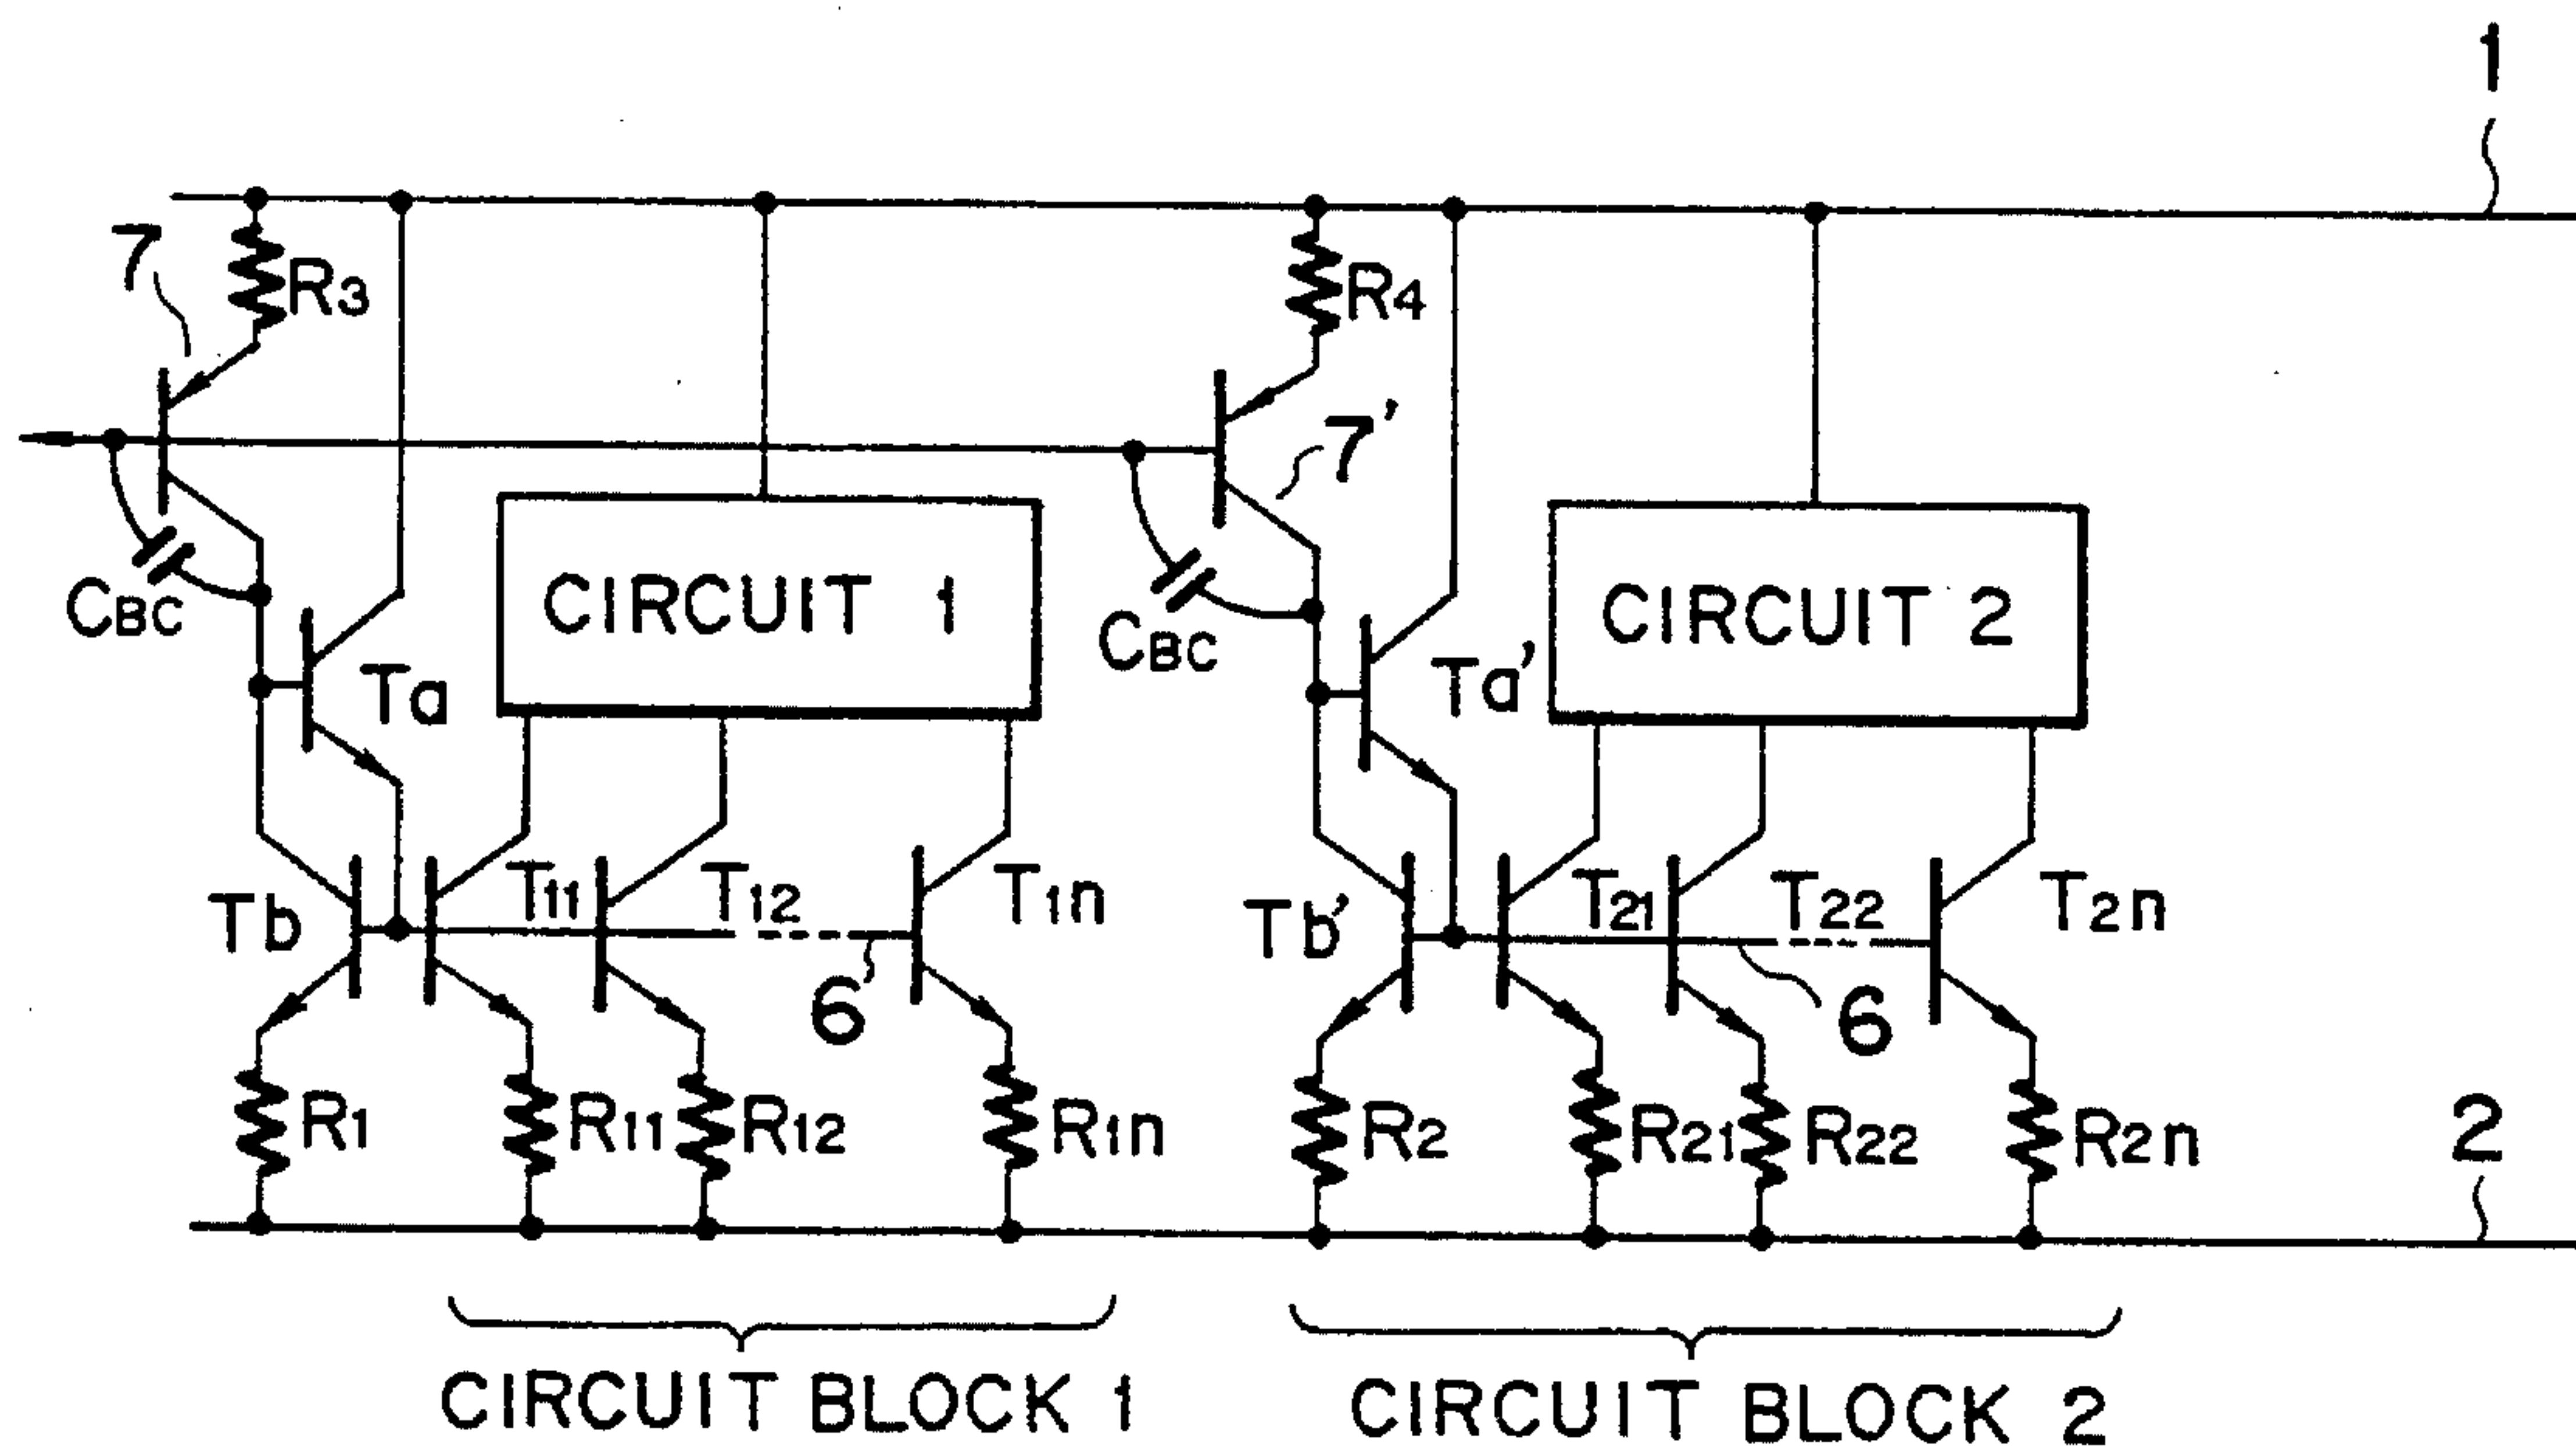 1
7
R3
R4
7'
CBC
CIRCUIT 1
CBC
CIRCUIT 2
Ta
Ta'
Tb
T11
T12
T1n
Tb'
T21
T22
T2n
6
6
R1
R11
R12
R1n
R2
R21
R22
R2n
2
CIRCUIT BLOCK 1
CIRCUIT BLOCK 2